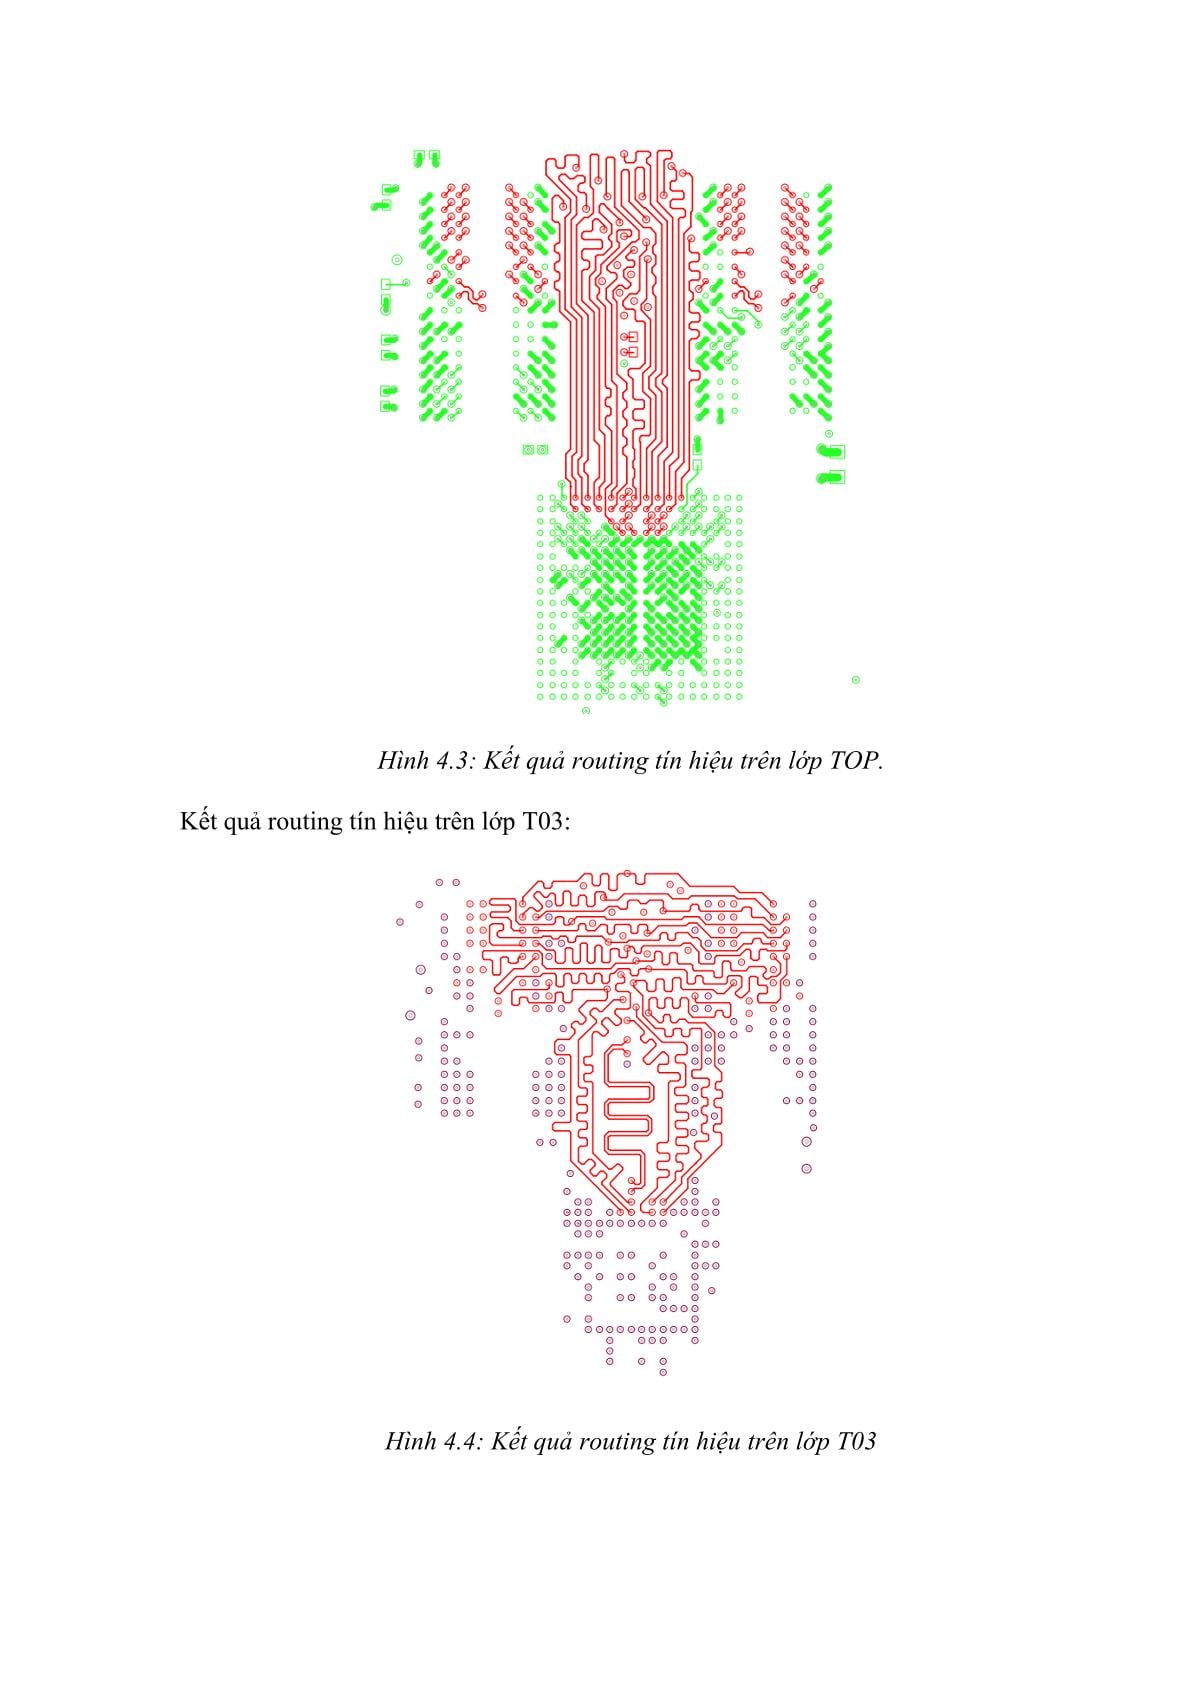 Hình 4.3: Kết quả routing tín hiệu trên lớp TOP.
Kết quả routing tín hiệu trên lớp T03:
Hình 4.4: Kết quả routing tín hiệu trên lớp T03